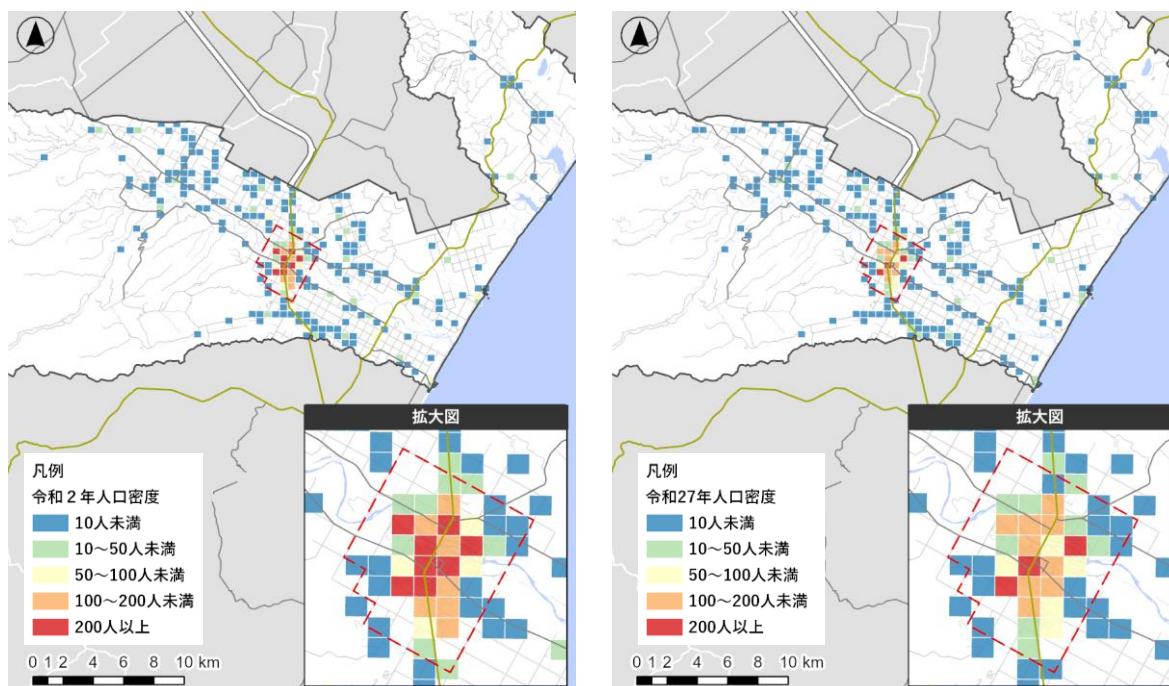 拡大図
凡例
令和２年人口密度
10人未満
10～50人未満
50～100人未満
100～200人未満
200人以上
0 1 2 4 6 8 10 km
拡大図
凡例
令和27年人口密度
10人未満
10～50人未満
50～100人未満
100～200人未満
200人以上
0 1 2 4 6 8 10 km